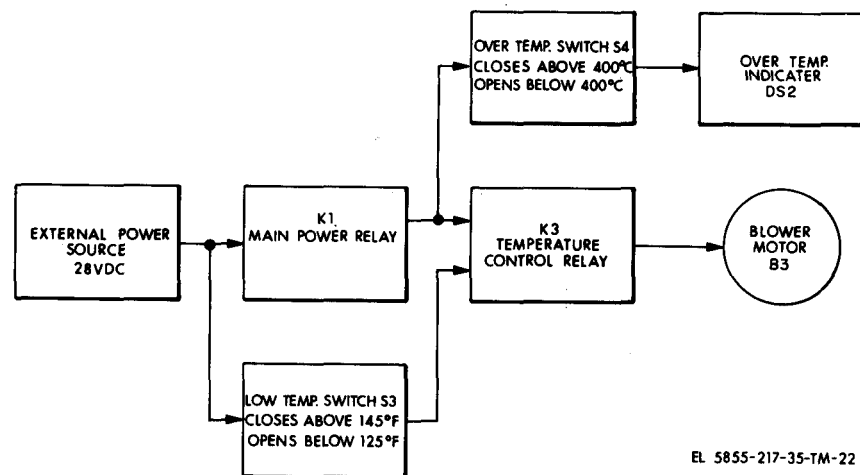 OVER TEMP. SWITCH S4
CLOSES ABOVE 400°C
OPENS BELOW 400°C
OVER TEMP.
INDICATER
DS2
EXTERNAL POWER
SOURCE
28VDC
K1
MAIN POWER RELAY
K3
TEMPERATURE
CONTROL RELAY
BLOWER
MOTOR
B3
LOW TEMP. SWITCH S3
CLOSES ABOVE 145°F
OPENS BELOW 125°F
EL 5855-217-35-TM-22